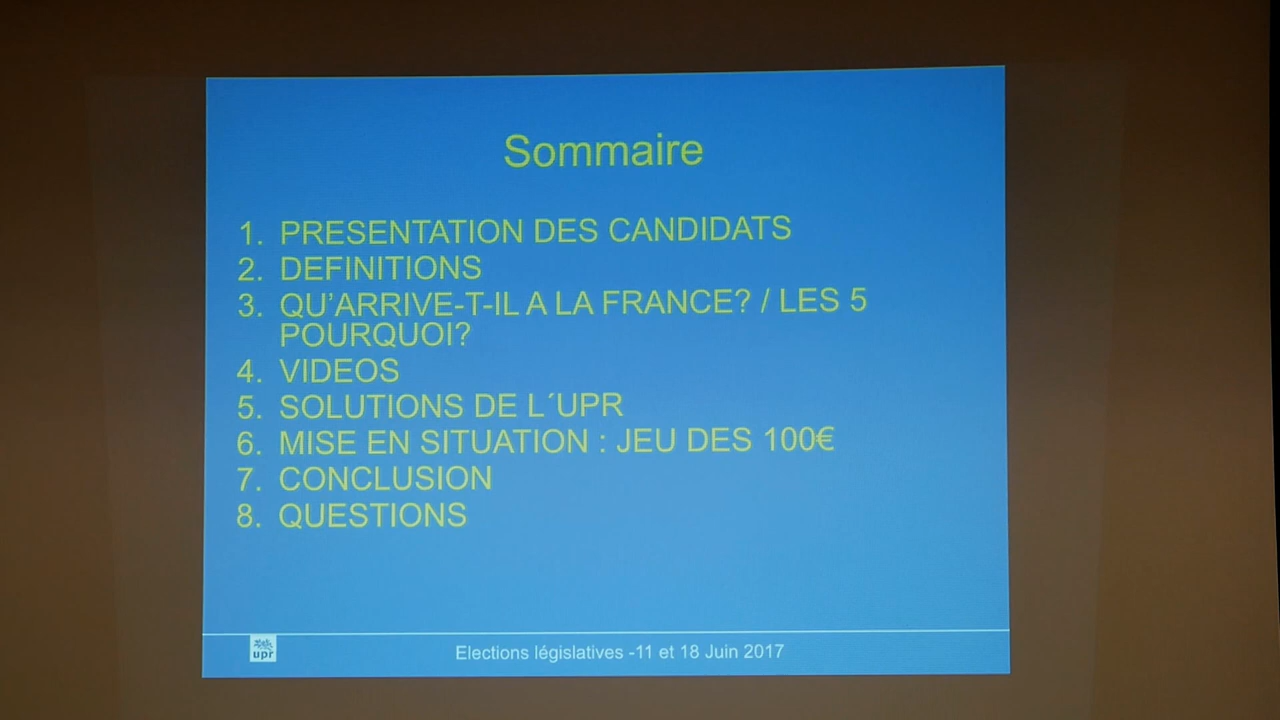 Sommaire
1. PRESENTATION DES CANDIDATS
2. DEFINITIONS
3. QU’ARRIVE-T-IL A LA FRANCE? / LES 5
POURQUOI?
4. VIDEOS
5. SOLUTIONS DE L´UPR
6. MISE EN SITUATION : JEU DES 100€
7. CONCLUSION
8. QUESTIONS
upr
Elections législatives -11 et 18 Juin 2017